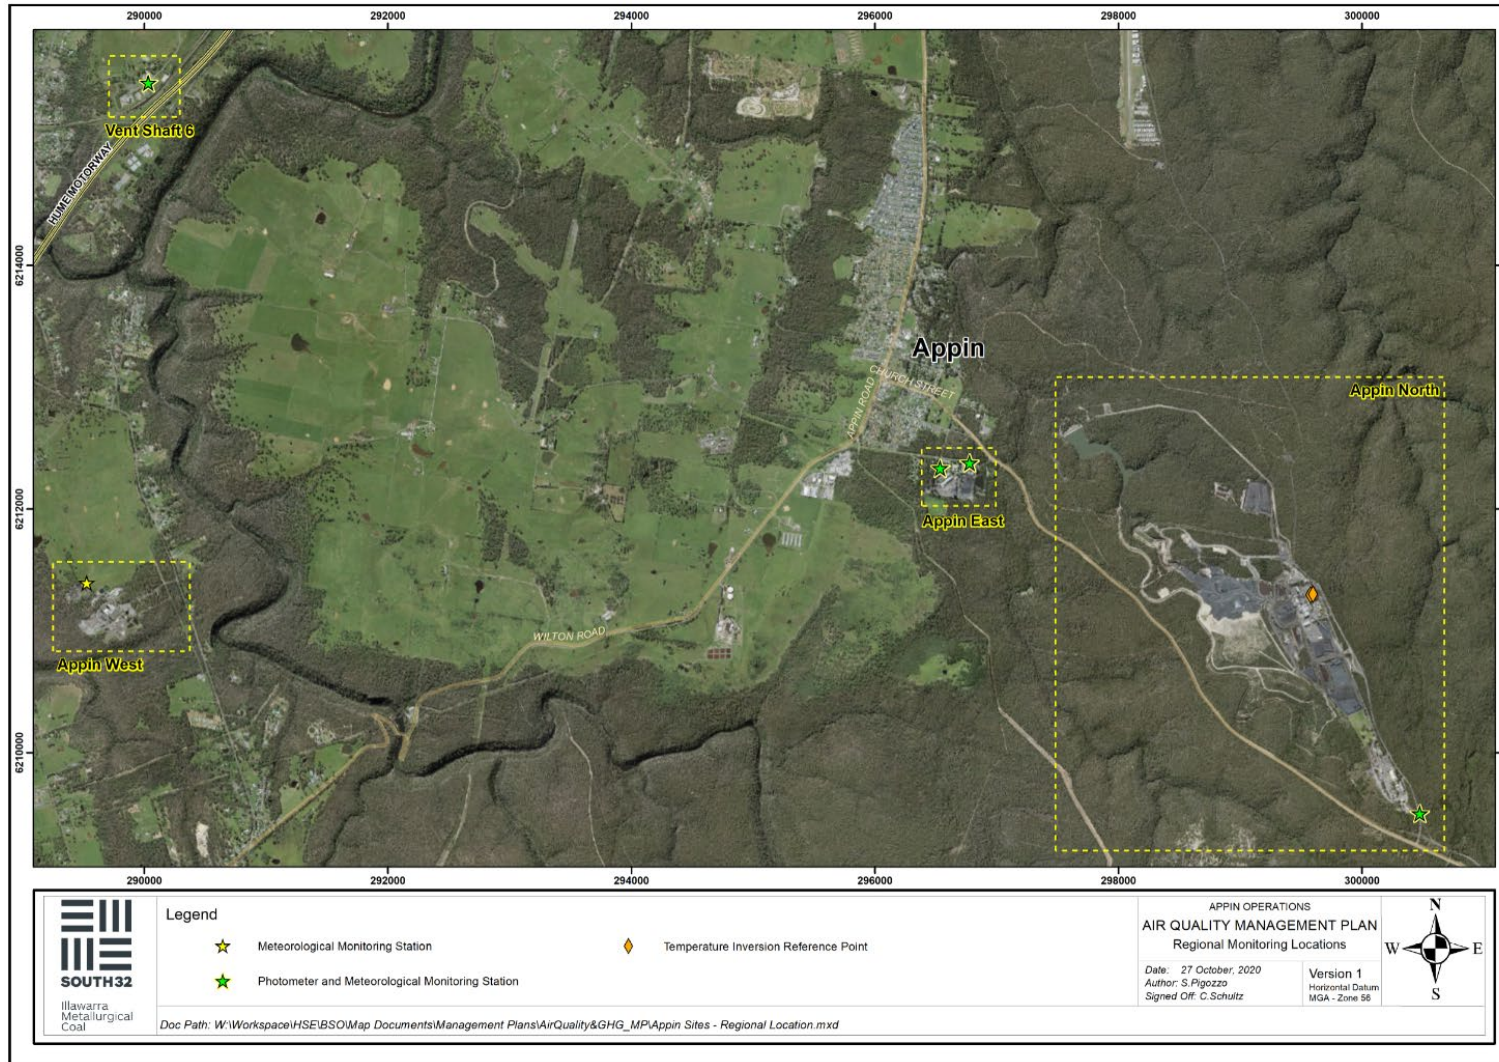 290000 292000 294000 296000 298000 300000
Vent Shaft 6
HUME MOTORWAY
6214000
Appin
CHURCH STREET
APPIN ROAD
Appin North
6212000
Appin East
WILTON ROAD
Appin West
6210000
290000 292000 294000 296000 298000 300000
SOUTH32
Illawarra
Metallurgical
Coal
Legend
Meteorological Monitoring Station
Photometer and Meteorological Monitoring Station
Temperature Inversion Reference Point
Doc Path: W:\Workspace\HSE\BSO\Map Documents\Management Plans\AirQuality&GHG_MP\Appin Sites - Regional Location.mxd
APPIN OPERATIONS
AIR QUALITY MANAGEMENT PLAN
Regional Monitoring Locations
Date: 27 October, 2020
Author: S.Pigozzo
Signed Off: C.Schultz
Version 1
Horizontal Datum
MGA - Zone 56
N
W E
S